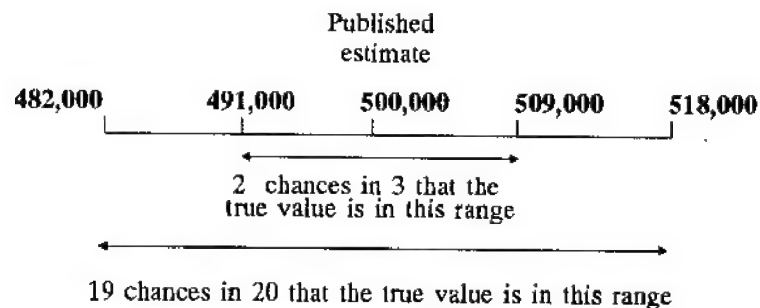 Published
estimate
482,000 491,000 500,000 509,000 518,000
2 chances in 3 that the
true value is in this range
19 chances in 20 that the true value is in this range